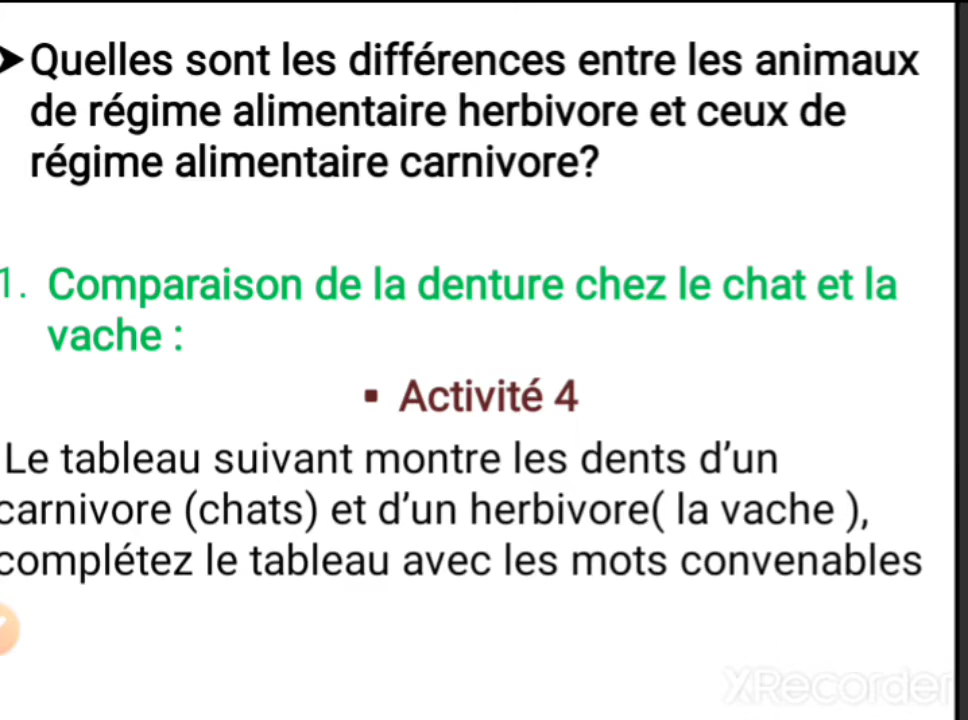 ➤ Quelles sont les différences entre les animaux
de régime alimentaire herbivore et ceux de
régime alimentaire carnivore?
1. Comparaison de la denture chez le chat et la
vache :
▪ Activité 4
Le tableau suivant montre les dents d’un
carnivore (chats) et d’un herbivore( la vache ),
complétez le tableau avec les mots convenables
XRecorder